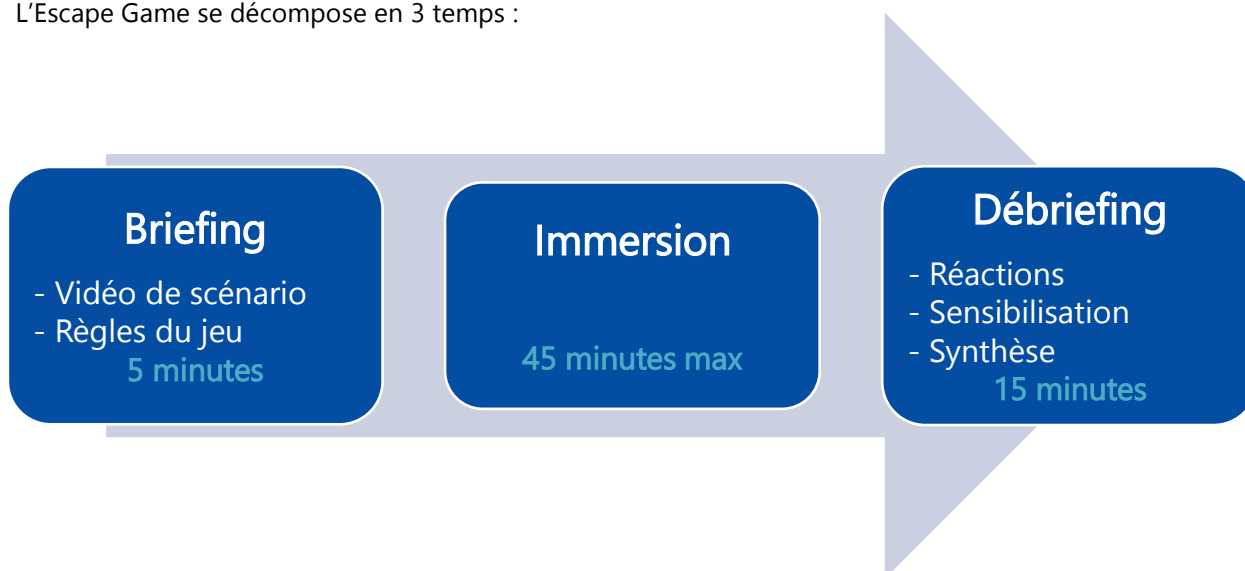 L’Escape Game se décompose en 3 temps :
Briefing
- Vidéo de scénario
- Règles du jeu
5 minutes
Immersion
45 minutes max
Débriefing
- Réactions
- Sensibilisation
- Synthèse
15 minutes